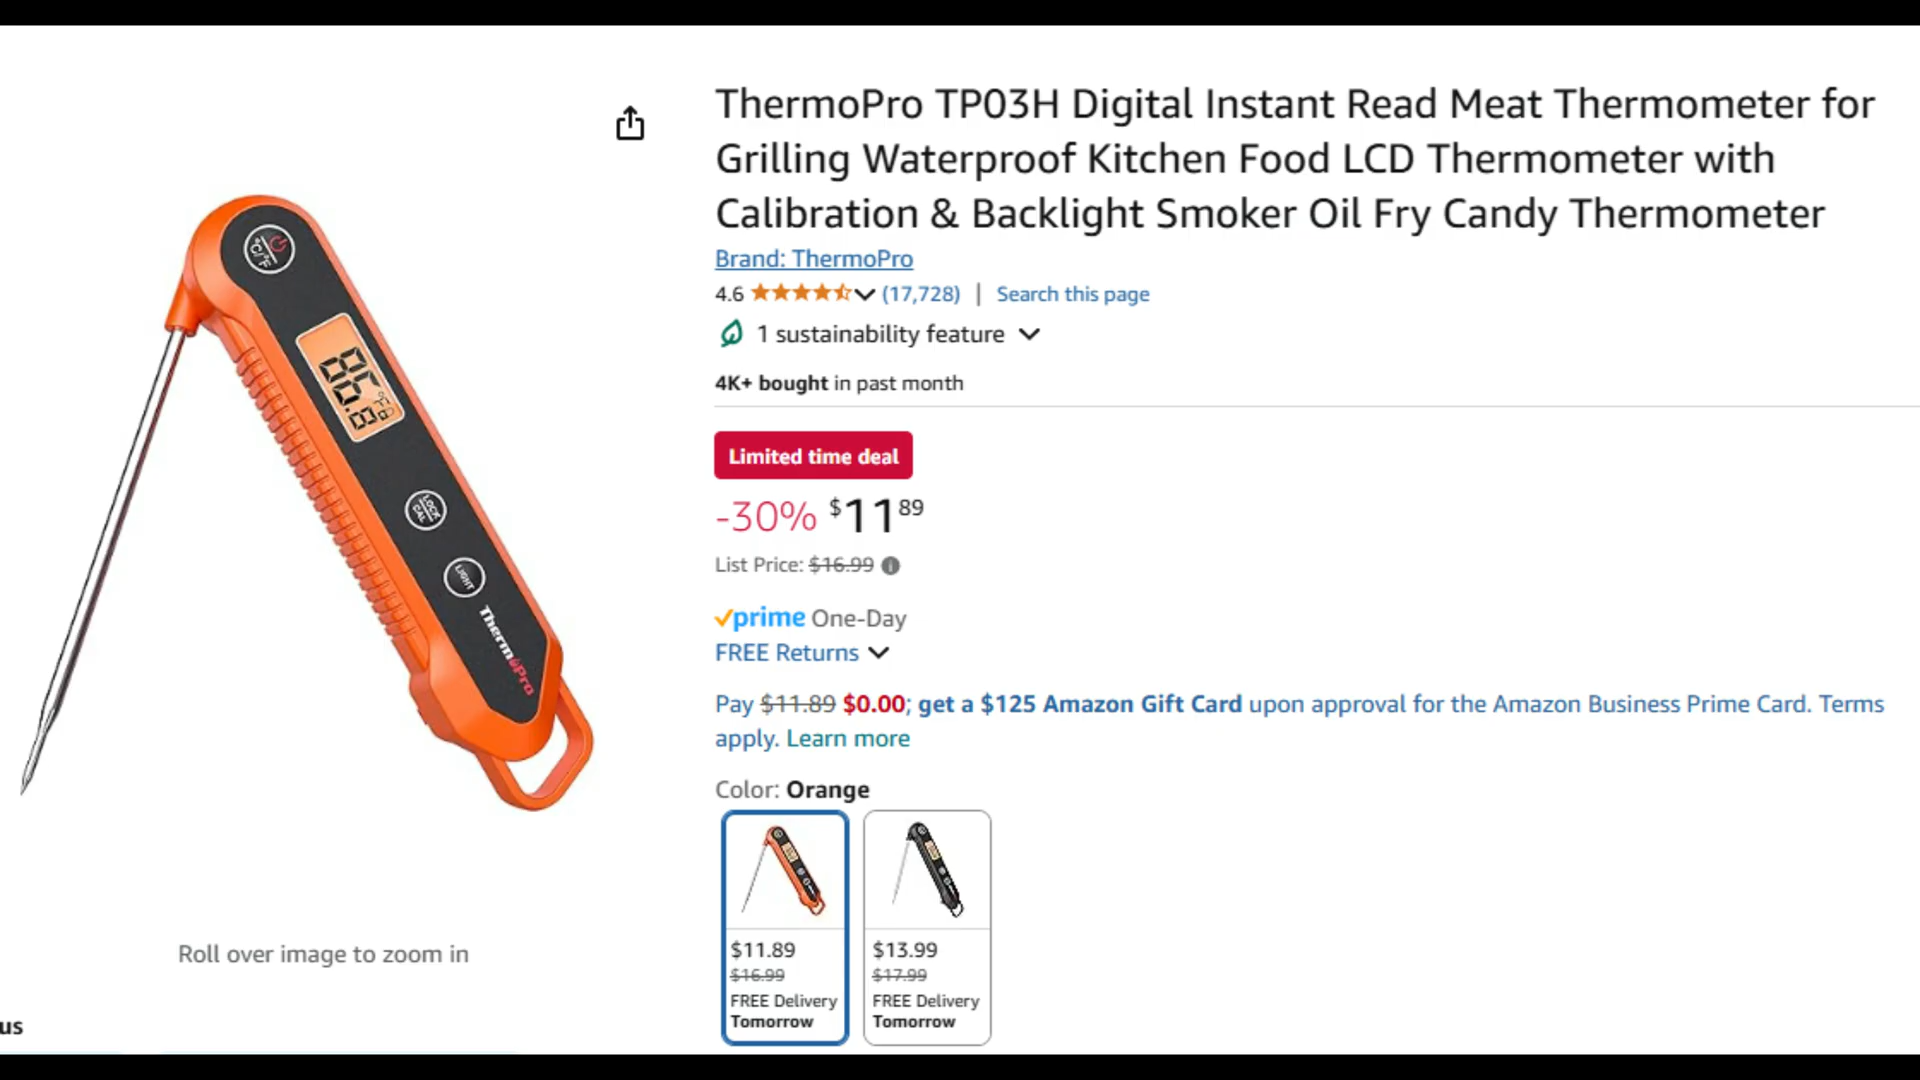 ThermoPro TP03H Digital Instant Read Meat Thermometer for
Grilling Waterproof Kitchen Food LCD Thermometer with
Calibration & Backlight Smoker Oil Fry Candy Thermometer
Brand: ThermoPro
4.6 (17,728) | Search this page
1 sustainability feature
4K+ bought in past month
Limited time deal
-30% $11 89
List Price: $16.99
prime One-Day
FREE Returns
Pay $11.89 $0.00; get a $125 Amazon Gift Card upon approval for the Amazon Business Prime Card. Terms
apply. Learn more
Color: Orange
$11.89
$16.99
FREE Delivery
Tomorrow
$13.99
$17.99
FREE Delivery
Tomorrow
°C/°F
LOCK
CAL
LIGHT
ThermoPro
Roll over image to zoom in
us